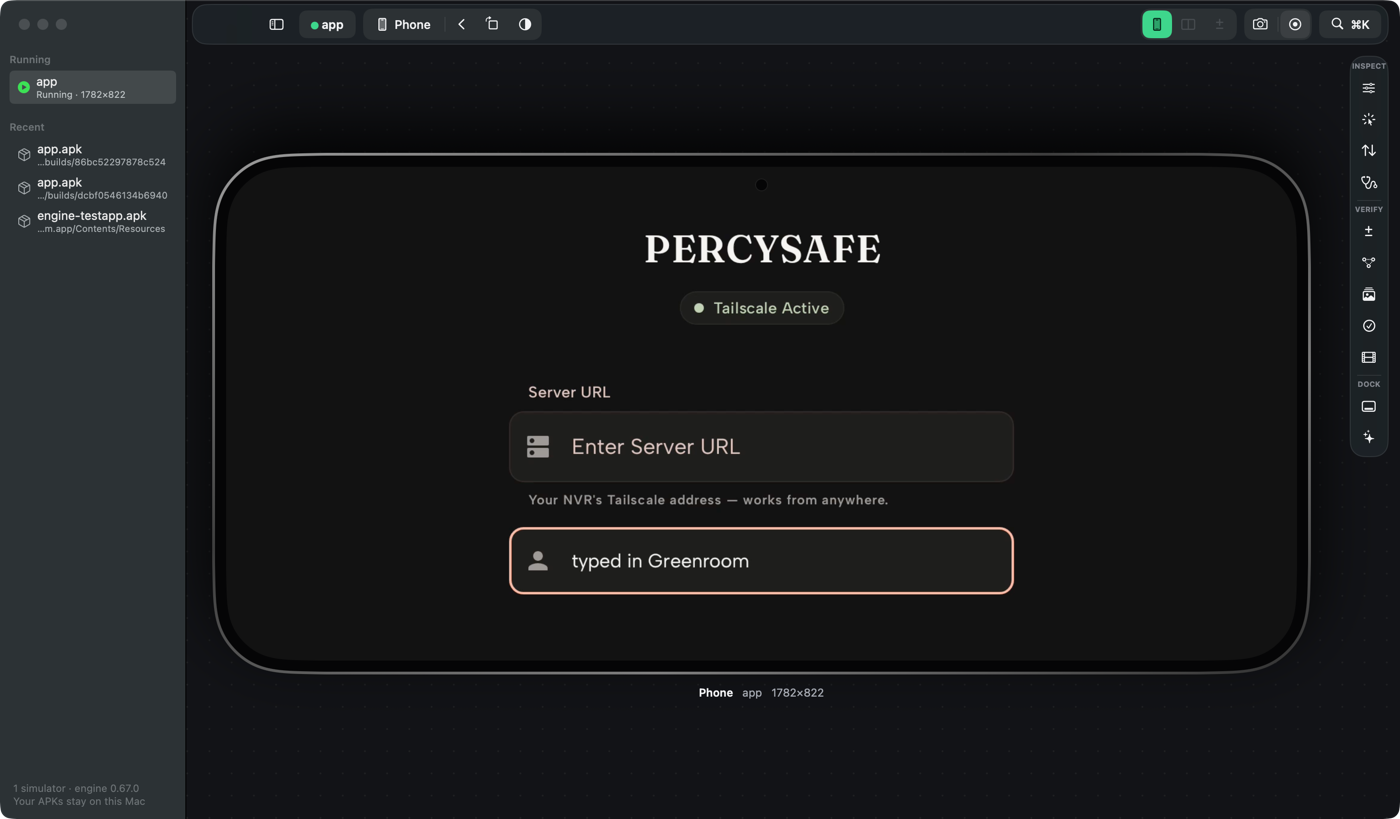 app
Phone
⌘K
Running
app
Running · 1782×822
Recent
app.apk
...builds/86bc52297878c524
app.apk
.../builds/dcbf0546134b6940
engine-testapp.apk
...m.app/Contents/Resources
INSPECT
VERIFY
DOCK
PERCYSAFE
Tailscale Active
Server URL
Enter Server URL
Your NVR's Tailscale address — works from anywhere.
typed in Greenroom
Phone app 1782×822
1 simulator · engine 0.67.0
Your APKs stay on this Mac